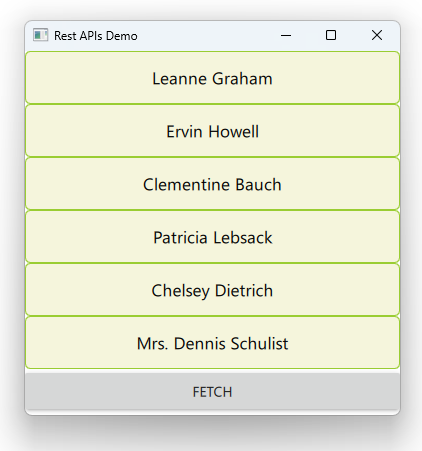 Rest APIs Demo
Leanne Graham
Ervin Howell
Clementine Bauch
Patricia Lebsack
Chelsey Dietrich
Mrs. Dennis Schulist
FETCH